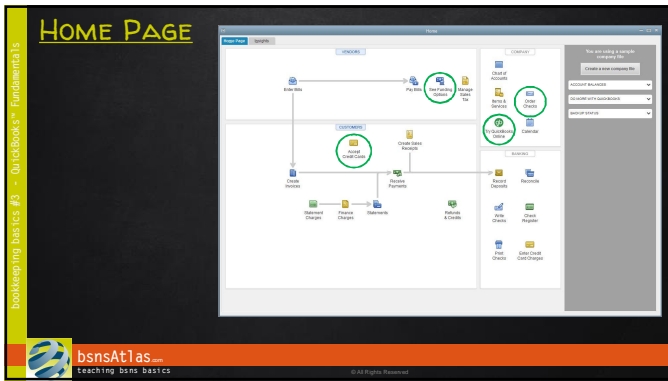 HOME PAGE
bookkeeping basics #3 - QuickBooks™ Fundamentals
Home
Home Page
Insights
VENDORS
Enter Bills
Pay Bills
See Funding
Options
Manage
Sales
Tax
CUSTOMERS
Accept
Credit Cards
Create Sales
Receipts
Create
Invoices
Receive
Payments
Statement
Charges
Finance
Charges
Statements
Refunds
& Credits
COMPANY
Chart of
Accounts
Items &
Services
Order
Checks
Try QuickBooks
Online
Calendar
BANKING
Record
Deposits
Reconcile
Write
Checks
Check
Register
Print
Checks
Enter Credit
Card Charges
You are using a sample
company file
Create a new company file
ACCOUNT BALANCES
DO MORE WITH QUICKBOOKS
BACKUP STATUS
bsnsAtlas.com
teaching bsns basics
© All Rights Reserved